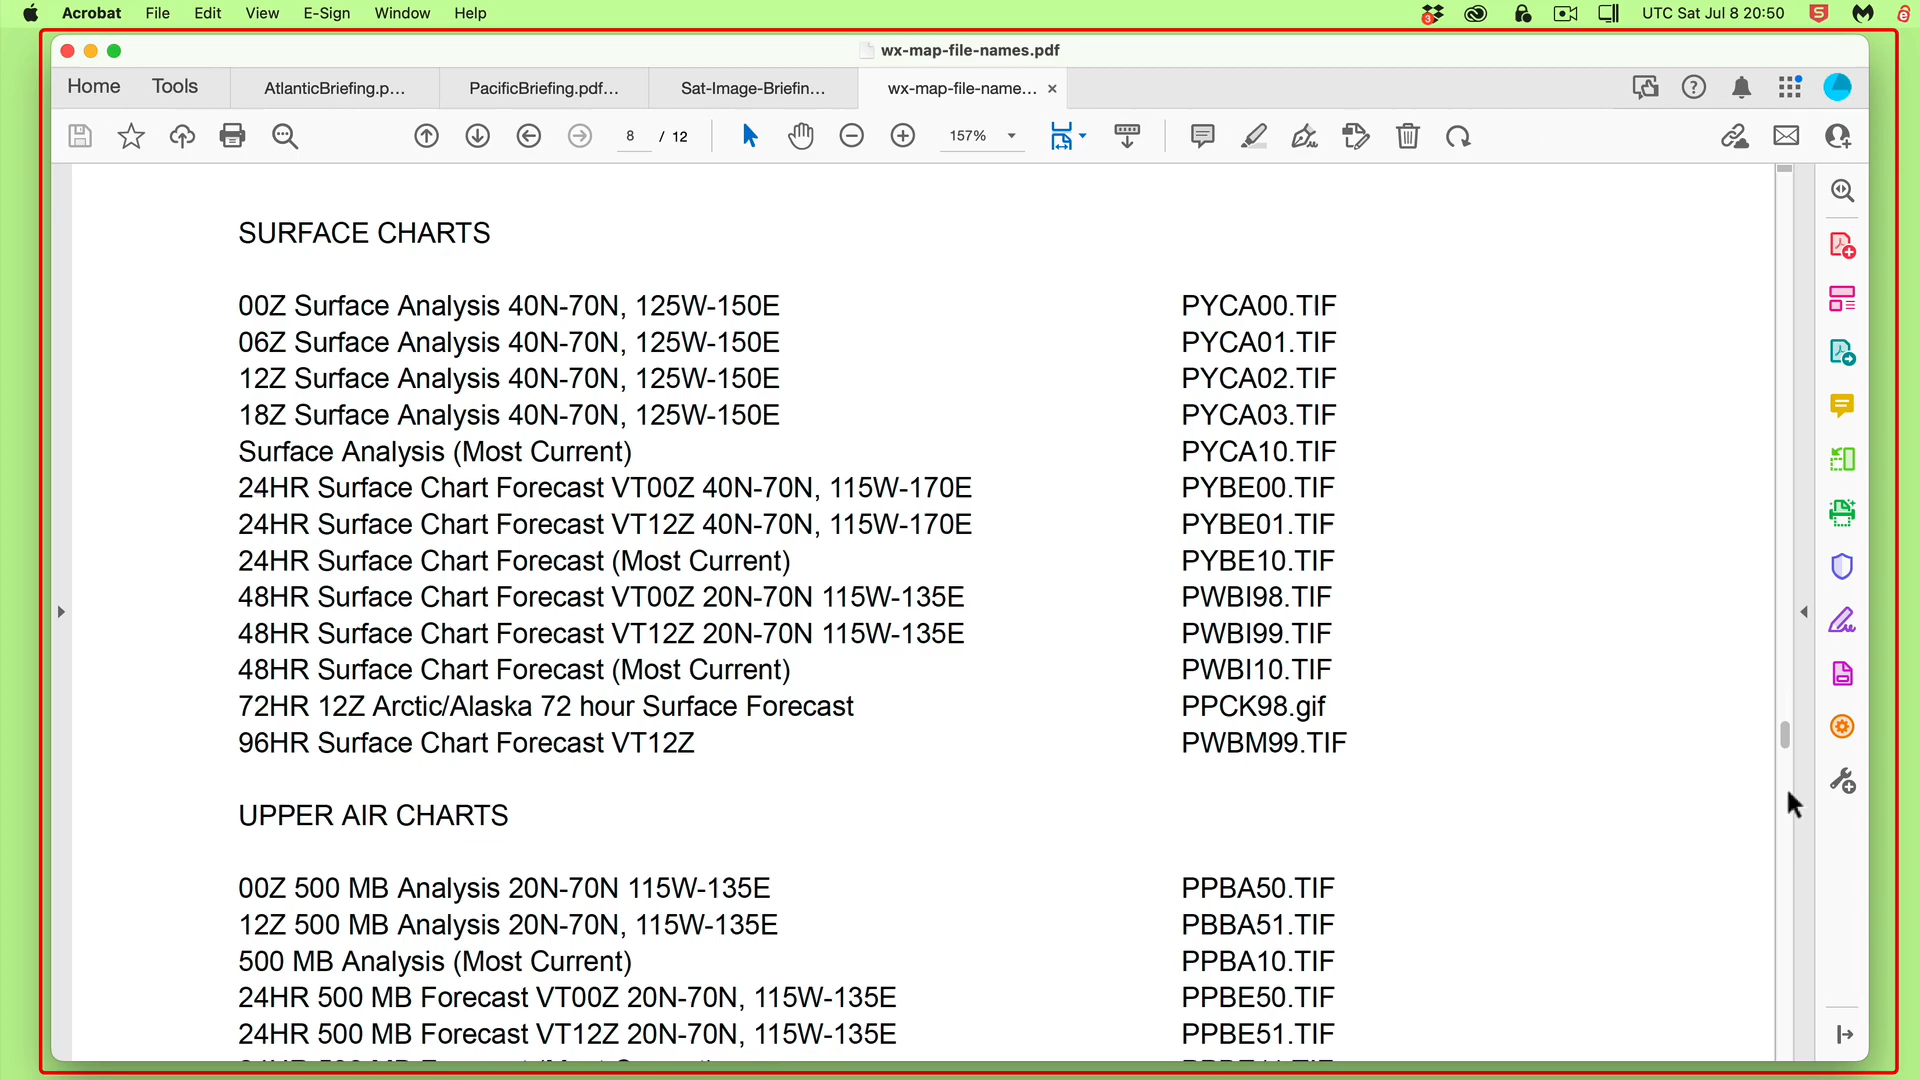 Acrobat File Edit View E-Sign Window Help 3 UTC Sat Jul 8 20:50
wx-map-file-names.pdf
Home Tools AtlanticBriefing.p... PacificBriefing.pdf... Sat-Image-Briefin... wx-map-file-name... ×
8 / 12 157%
SURFACE CHARTS
00Z Surface Analysis 40N-70N, 125W-150E PYCA00.TIF
06Z Surface Analysis 40N-70N, 125W-150E PYCA01.TIF
12Z Surface Analysis 40N-70N, 125W-150E PYCA02.TIF
18Z Surface Analysis 40N-70N, 125W-150E PYCA03.TIF
Surface Analysis (Most Current) PYCA10.TIF
24HR Surface Chart Forecast VT00Z 40N-70N, 115W-170E PYBE00.TIF
24HR Surface Chart Forecast VT12Z 40N-70N, 115W-170E PYBE01.TIF
24HR Surface Chart Forecast (Most Current) PYBE10.TIF
48HR Surface Chart Forecast VT00Z 20N-70N 115W-135E PWBI98.TIF
48HR Surface Chart Forecast VT12Z 20N-70N 115W-135E PWBI99.TIF
48HR Surface Chart Forecast (Most Current) PWBI10.TIF
72HR 12Z Arctic/Alaska 72 hour Surface Forecast PPCK98.gif
96HR Surface Chart Forecast VT12Z PWBM99.TIF
UPPER AIR CHARTS
00Z 500 MB Analysis 20N-70N 115W-135E PPBA50.TIF
12Z 500 MB Analysis 20N-70N, 115W-135E PBBA51.TIF
500 MB Analysis (Most Current) PPBA10.TIF
24HR 500 MB Forecast VT00Z 20N-70N, 115W-135E PPBE50.TIF
24HR 500 MB Forecast VT12Z 20N-70N, 115W-135E PPBE51.TIF